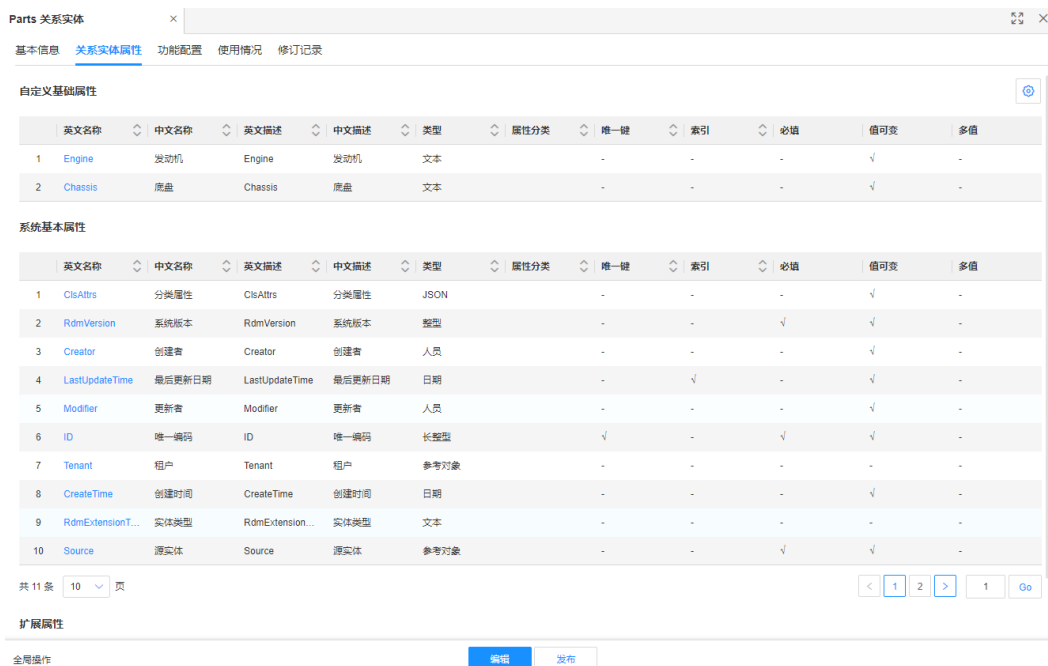 Parts 关系实体 ×
基本信息 关系实体属性 功能配置 使用情况 修订记录
自定义基础属性
英文名称 中文名称 英文描述 中文描述 类型 属性分类 唯一键 索引 必填 值可变 多值
1 Engine 发动机 Engine 发动机 文本 - - - √ -
2 Chassis 底盘 Chassis 底盘 文本 - - - √ -
系统基本属性
英文名称 中文名称 英文描述 中文描述 类型 属性分类 唯一键 索引 必填 值可变 多值
1 ClsAttrs 分类属性 ClsAttrs 分类属性 JSON - - - √ -
2 RdmVersion 系统版本 RdmVersion 系统版本 整型 - - √ √ -
3 Creator 创建者 Creator 创建者 人员 - - - √ -
4 LastUpdateTime 最后更新日期 LastUpdateTime 最后更新日期 日期 - √ - √ -
5 Modifier 更新者 Modifier 更新者 人员 - - - √ -
6 ID 唯一编码 ID 唯一编码 长整型 √ - √ √ -
7 Tenant 租户 Tenant 租户 参考对象 - - - - -
8 CreateTime 创建时间 CreateTime 创建时间 日期 - - - √ -
9 RdmExtensionT... 实体类型 RdmExtension... 实体类型 文本 - - - - -
10 Source 源实体 Source 源实体 参考对象 - - √ √ -
共 11 条 10 页 < 1 2 > 1 Go
扩展属性
全局操作 编辑 发布